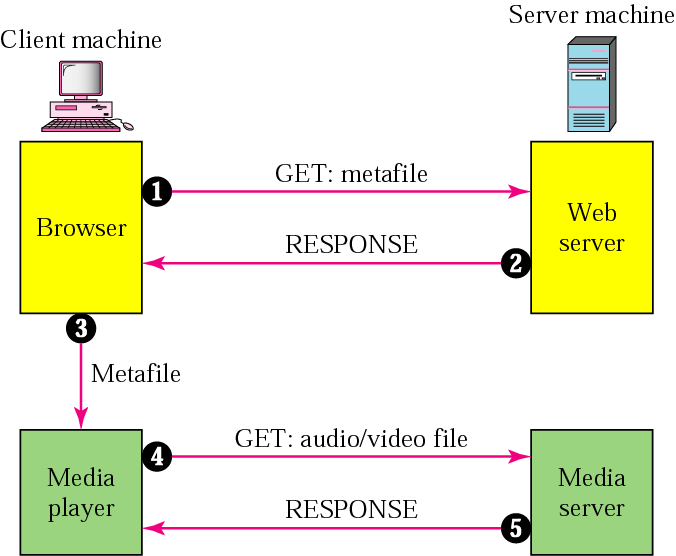 Server machine
Client machine
GET: metafile
1
Browser
Web
server
RESPONSE
2
3
Metafile
GET: audio/video file
4
Media
player
Media
server
RESPONSE
5